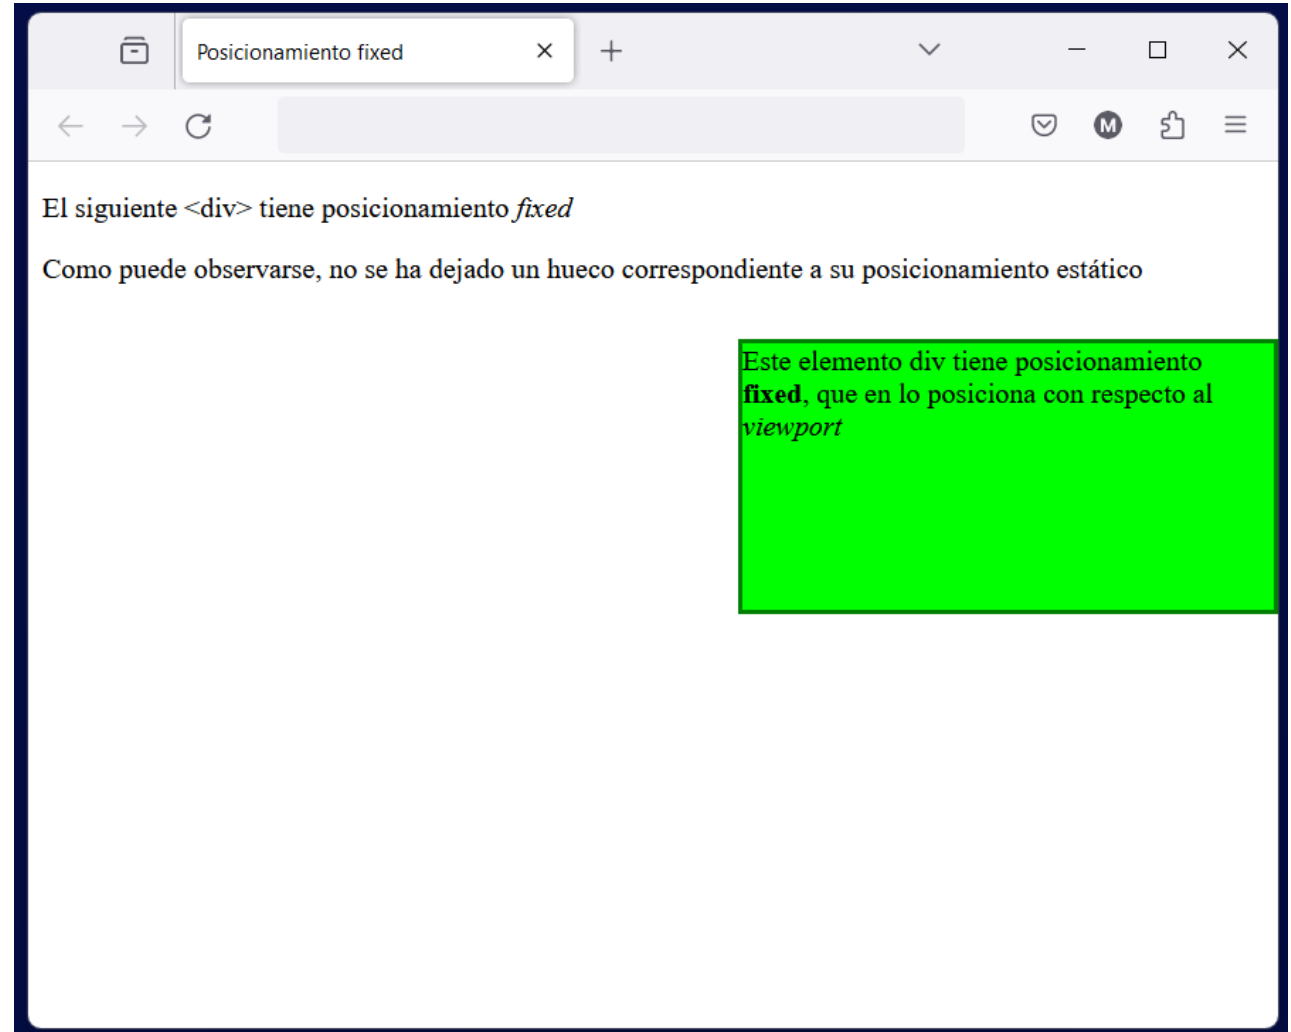 Posicionamiento fixed
M
El siguiente <div> tiene posicionamiento fixed
Como puede observarse, no se ha dejado un hueco correspondiente a su posicionamiento estático
Este elemento div tiene posicionamiento
fixed, que en lo posiciona con respecto al
viewport